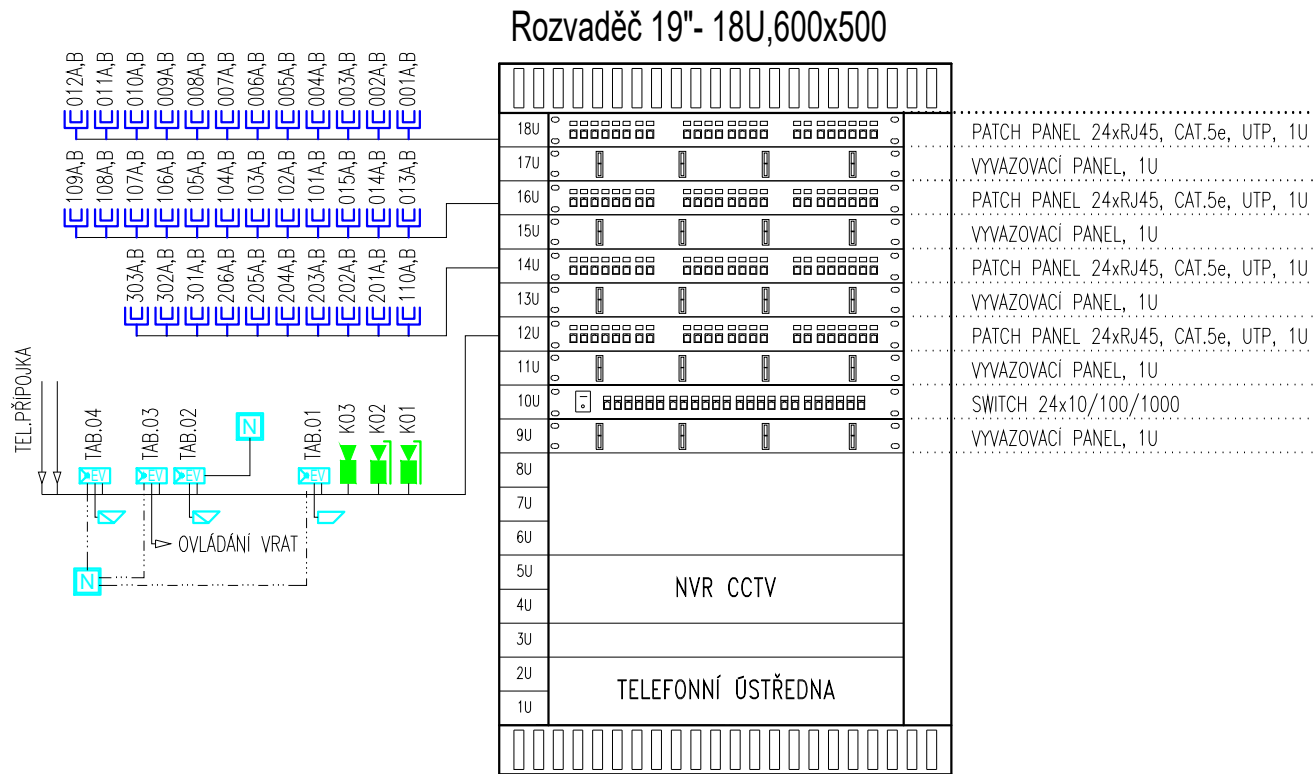 Rozvaděč 19"- 18U,600x500
012A,B
011A,B
010A,B
009A,B
008A,B
007A,B
006A,B
005A,B
004A,B
003A,B
002A,B
001A,B
109A,B
108A,B
107A,B
106A,B
105A,B
104A,B
103A,B
102A,B
101A,B
015A,B
014A,B
013A,B
303A,B
302A,B
301A,B
206A,B
205A,B
204A,B
203A,B
202A,B
201A,B
110A,B
18U
PATCH PANEL 24xRJ45, CAT.5e, UTP, 1U
17U
VYVAZOVACÍ PANEL, 1U
16U
PATCH PANEL 24xRJ45, CAT.5e, UTP, 1U
15U
VYVAZOVACÍ PANEL, 1U
14U
PATCH PANEL 24xRJ45, CAT.5e, UTP, 1U
13U
VYVAZOVACÍ PANEL, 1U
12U
PATCH PANEL 24xRJ45, CAT.5e, UTP, 1U
11U
VYVAZOVACÍ PANEL, 1U
10U
SWITCH 24x10/100/1000
9U
VYVAZOVACÍ PANEL, 1U
8U
7U
6U
5U
4U
NVR CCTV
3U
2U
1U
TELEFONNÍ ÚSTŘEDNA
TEL.PŘIPOJKA
TAB.04
TAB.03
TAB.02
N
TAB.01
K03
K02
K01
EV
EV
EV
EV
OVLÁDÁNÍ VRAT
N